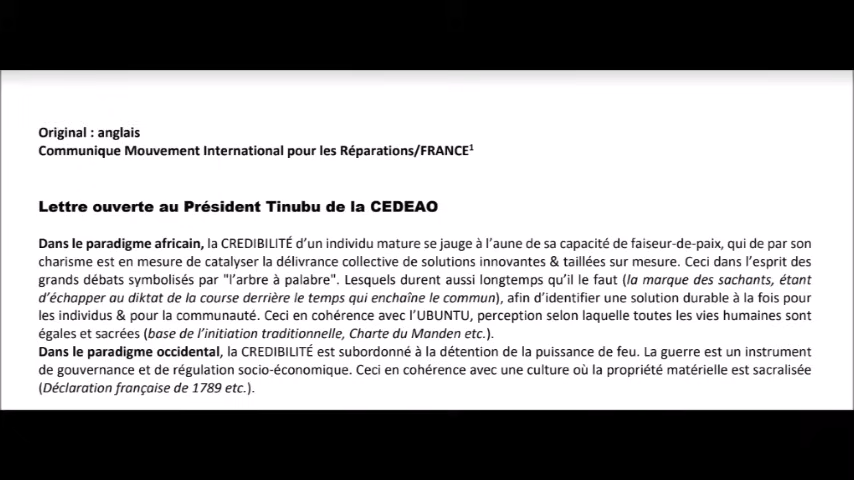 Original : anglais
Communique Mouvement International pour les Réparations/FRANCE¹
Lettre ouverte au Président Tinubu de la CEDEAO
Dans le paradigme africain, la CREDIBILITÉ d'un individu mature se jauge à l'aune de sa capacité de faiseur-de-paix, qui de par son
charisme est en mesure de catalyser la délivrance collective de solutions innovantes & taillées sur mesure. Ceci dans l'esprit des
grands débats symbolisés par "l'arbre à palabre". Lesquels durent aussi longtemps qu'il le faut (la marque des sachants, étant
d'échapper au diktat de la course derrière le temps qui enchaîne le commun), afin d'identifier une solution durable à la fois pour
les individus & pour la communauté. Ceci en cohérence avec l'UBUNTU, perception selon laquelle toutes les vies humaines sont
égales et sacrées (base de l'initiation traditionnelle, Charte du Manden etc.).
Dans le paradigme occidental, la CREDIBILITÉ est subordonné à la détention de la puissance de feu. La guerre est un instrument
de gouvernance et de régulation socio-économique. Ceci en cohérence avec une culture où la propriété matérielle est sacralisée
(Déclaration française de 1789 etc.).